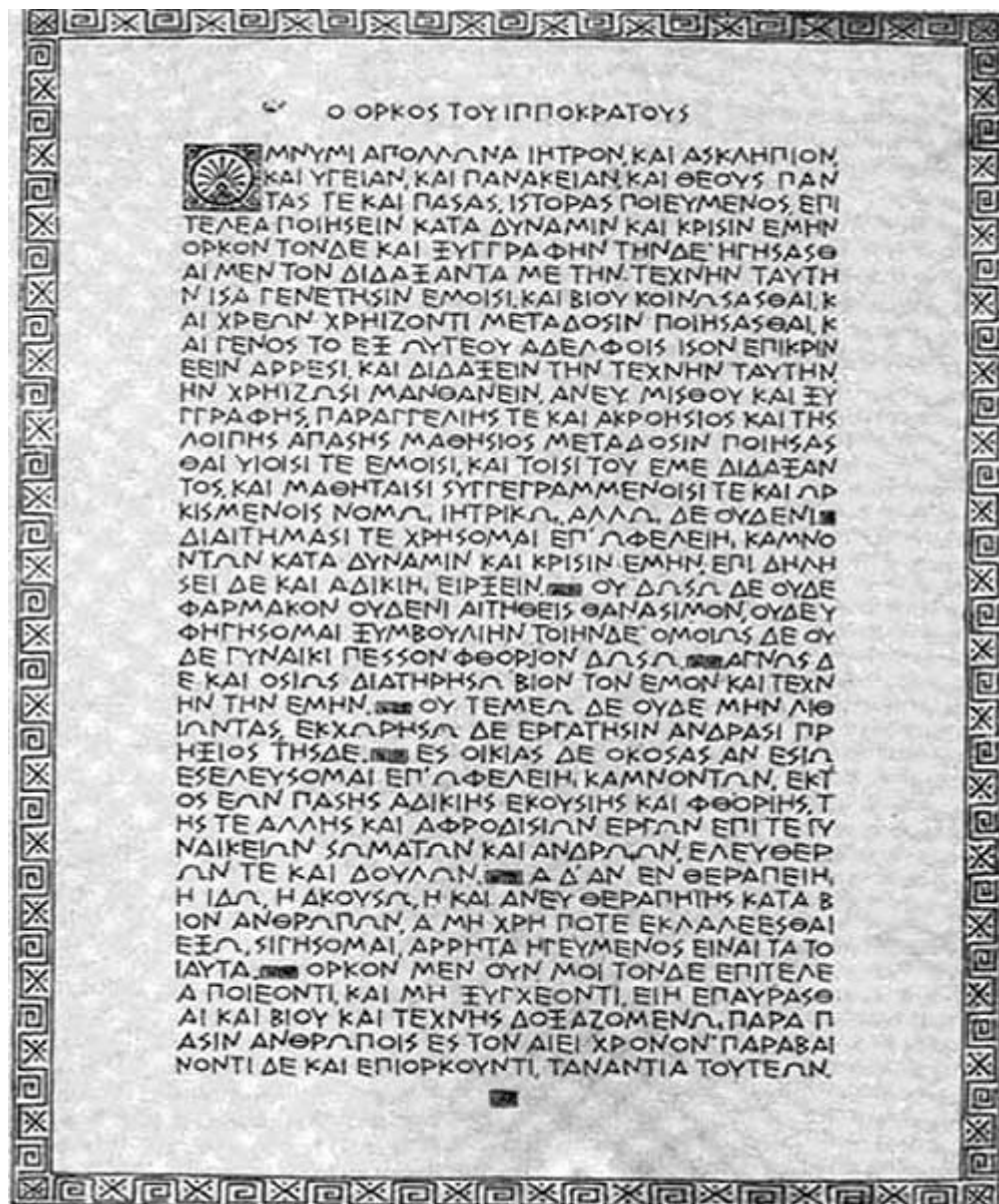 Ο ΟΡΚΟΣ ΤΟΥ ΙΠΠΟΚΡΑΤΟΥΣ
ΟΜΝΥΜΙ ΑΠΟΛΛΩΝΑ ΙΗΤΡΟΝ, ΚΑΙ ΑΣΚΛΗΠΙΟΝ,
ΚΑΙ ΥΓΕΙΑΝ, ΚΑΙ ΠΑΝΑΚΕΙΑΝ, ΚΑΙ ΘΕΟΥΣ ΠΑΝ
ΤΑΣ ΤΕ ΚΑΙ ΠΑΣΑΣ, ΙΣΤΟΡΑΣ ΠΟΙΕΥΜΕΝΟΣ, ΕΠΙ
ΤΕΛΕΑ ΠΟΙΗΣΕΙΝ ΚΑΤΑ ΔΥΝΑΜΙΝ ΚΑΙ ΚΡΙΣΙΝ ΕΜΗΝ
ΟΡΚΟΝ ΤΟΝΔΕ ΚΑΙ ΞΥΓΓΡΑΦΗΝ ΤΗΝΔΕ· ΗΓΗΣΑΣΘ
ΑΙ ΜΕΝ ΤΟΝ ΔΙΔΑΞΑΝΤΑ ΜΕ ΤΗΝ ΤΕΧΝΗΝ ΤΑΥΤΗ
Ν ΙΣΑ ΓΕΝΕΤΗΣΙΝ ΕΜΟΙΣΙ, ΚΑΙ ΒΙΟΥ ΚΟΙΝΩΣΑΣΘΑΙ, Κ
ΑΙ ΧΡΕΩΝ ΧΡΗΙΖΟΝΤΙ ΜΕΤΑΔΟΣΙΝ ΠΟΙΗΣΑΣΘΑΙ, Κ
ΑΙ ΓΕΝΟΣ ΤΟ ΕΞ ΩΥΤΕΟΥ ΑΔΕΛΦΟΙΣ ΙΣΟΝ ΕΠΙΚΡΙΝ
ΕΕΙΝ ΑΡΡΕΣΙ, ΚΑΙ ΔΙΔΑΞΕΙΝ ΤΗΝ ΤΕΧΝΗΝ ΤΑΥΤΗΝ,
ΗΝ ΧΡΗΙΖΩΣΙ ΜΑΝΘΑΝΕΙΝ, ΑΝΕΥ ΜΙΣΘΟΥ ΚΑΙ ΞΥ
ΓΓΡΑΦΗΣ, ΠΑΡΑΓΓΕΛΙΗΣ ΤΕ ΚΑΙ ΑΚΡΟΗΣΙΟΣ ΚΑΙ ΤΗΣ
ΛΟΙΠΗΣ ΑΠΑΣΗΣ ΜΑΘΗΣΙΟΣ ΜΕΤΑΔΟΣΙΝ ΠΟΙΗΣΑΣ
ΘΑΙ ΥΙΟΙΣΙ ΤΕ ΕΜΟΙΣΙ, ΚΑΙ ΤΟΙΣΙ ΤΟΥ ΕΜΕ ΔΙΔΑΞΑΝ
ΤΟΣ, ΚΑΙ ΜΑΘΗΤΑΙΣΙ ΣΥΓΓΕΓΡΑΜΜΕΝΟΙΣΙ ΤΕ ΚΑΙ ΩΡ
ΚΙΣΜΕΝΟΙΣ ΝΟΜΩι ΙΗΤΡΙΚΩι, ΑΛΛΩι ΔΕ ΟΥΔΕΝΙ.
ΔΙΑΙΤΗΜΑΣΙ ΤΕ ΧΡΗΣΟΜΑΙ ΕΠ' ΩΦΕΛΕΙΗι ΚΑΜΝΟ
ΝΤΩΝ ΚΑΤΑ ΔΥΝΑΜΙΝ ΚΑΙ ΚΡΙΣΙΝ ΕΜΗΝ, ΕΠΙ ΔΗΛΗ
ΣΕΙ ΔΕ ΚΑΙ ΑΔΙΚΙΗι ΕΙΡΞΕΙΝ. ΟΥ ΔΩΣΩ ΔΕ ΟΥΔΕ
ΦΑΡΜΑΚΟΝ ΟΥΔΕΝΙ ΑΙΤΗΘΕΙΣ ΘΑΝΑΣΙΜΟΝ, ΟΥΔΕ Υ
ΦΗΓΗΣΟΜΑΙ ΞΥΜΒΟΥΛΙΗΝ ΤΟΙΗΝΔΕ· ΟΜΟΙΩΣ ΔΕ ΟΥ
ΔΕ ΓΥΝΑΙΚΙ ΠΕΣΣΟΝ ΦΘΟΡΙΟΝ ΔΩΣΩ. ΑΓΝΩΣ Δ
Ε ΚΑΙ ΟΣΙΩΣ ΔΙΑΤΗΡΗΣΩ ΒΙΟΝ ΤΟΝ ΕΜΟΝ ΚΑΙ ΤΕΧΝ
ΗΝ ΤΗΝ ΕΜΗΝ. ΟΥ ΤΕΜΕΩ ΔΕ ΟΥΔΕ ΜΗΝ ΛΙΘ
ΙΩΝΤΑΣ, ΕΚΧΩΡΗΣΩ ΔΕ ΕΡΓΑΤΗΣΙΝ ΑΝΔΡΑΣΙ ΠΡ
ΗΞΙΟΣ ΤΗΣΔΕ. ΕΣ ΟΙΚΙΑΣ ΔΕ ΟΚΟΣΑΣ ΑΝ ΕΣΙΩ
ΕΣΕΛΕΥΣΟΜΑΙ ΕΠ' ΩΦΕΛΕΙΗι ΚΑΜΝΟΝΤΩΝ, ΕΚΤ
ΟΣ ΕΩΝ ΠΑΣΗΣ ΑΔΙΚΙΗΣ ΕΚΟΥΣΙΗΣ ΚΑΙ ΦΘΟΡΙΗΣ, Τ
ΗΣ ΤΕ ΑΛΛΗΣ ΚΑΙ ΑΦΡΟΔΙΣΙΩΝ ΕΡΓΩΝ ΕΠΙ ΤΕ ΓΥ
ΝΑΙΚΕΙΩΝ ΣΩΜΑΤΩΝ ΚΑΙ ΑΝΔΡΩιΩΝ, ΕΛΕΥΘΕΡ
ΩΝ ΤΕ ΚΑΙ ΔΟΥΛΩΝ. Α Δ' ΑΝ ΕΝ ΘΕΡΑΠΕΙΗι
Η ΙΔΩ, Η ΑΚΟΥΣΩ, Η ΚΑΙ ΑΝΕΥ ΘΕΡΑΠΗΙΗΣ ΚΑΤΑ Β
ΙΟΝ ΑΝΘΡΩΠΩΝ, Α ΜΗ ΧΡΗ ΠΟΤΕ ΕΚΛΑΛΕΕΣΘΑΙ
ΕΞΩ, ΣΙΓΗΣΟΜΑΙ, ΑΡΡΗΤΑ ΗΓΕΥΜΕΝΟΣ ΕΙΝΑΙ ΤΑ ΤΟ
ΙΑΥΤΑ. ΟΡΚΟΝ ΜΕΝ ΟΥΝ ΜΟΙ ΤΟΝΔΕ ΕΠΙΤΕΛΕ
Α ΠΟΙΕΟΝΤΙ, ΚΑΙ ΜΗ ΞΥΓΧΕΟΝΤΙ, ΕΙΗ ΕΠΑΥΡΑΣΘ
ΑΙ ΚΑΙ ΒΙΟΥ ΚΑΙ ΤΕΧΝΗΣ ΔΟΞΑΖΟΜΕΝΩι ΠΑΡΑ Π
ΑΣΙΝ ΑΝΘΡΩΠΟΙΣ ΕΣ ΤΟΝ ΑΙΕΙ ΧΡΟΝΟΝ· ΠΑΡΑΒΑΙ
ΝΟΝΤΙ ΔΕ ΚΑΙ ΕΠΙΟΡΚΟΥΝΤΙ, ΤΑΝΑΝΤΙΑ ΤΟΥΤΕΩΝ.